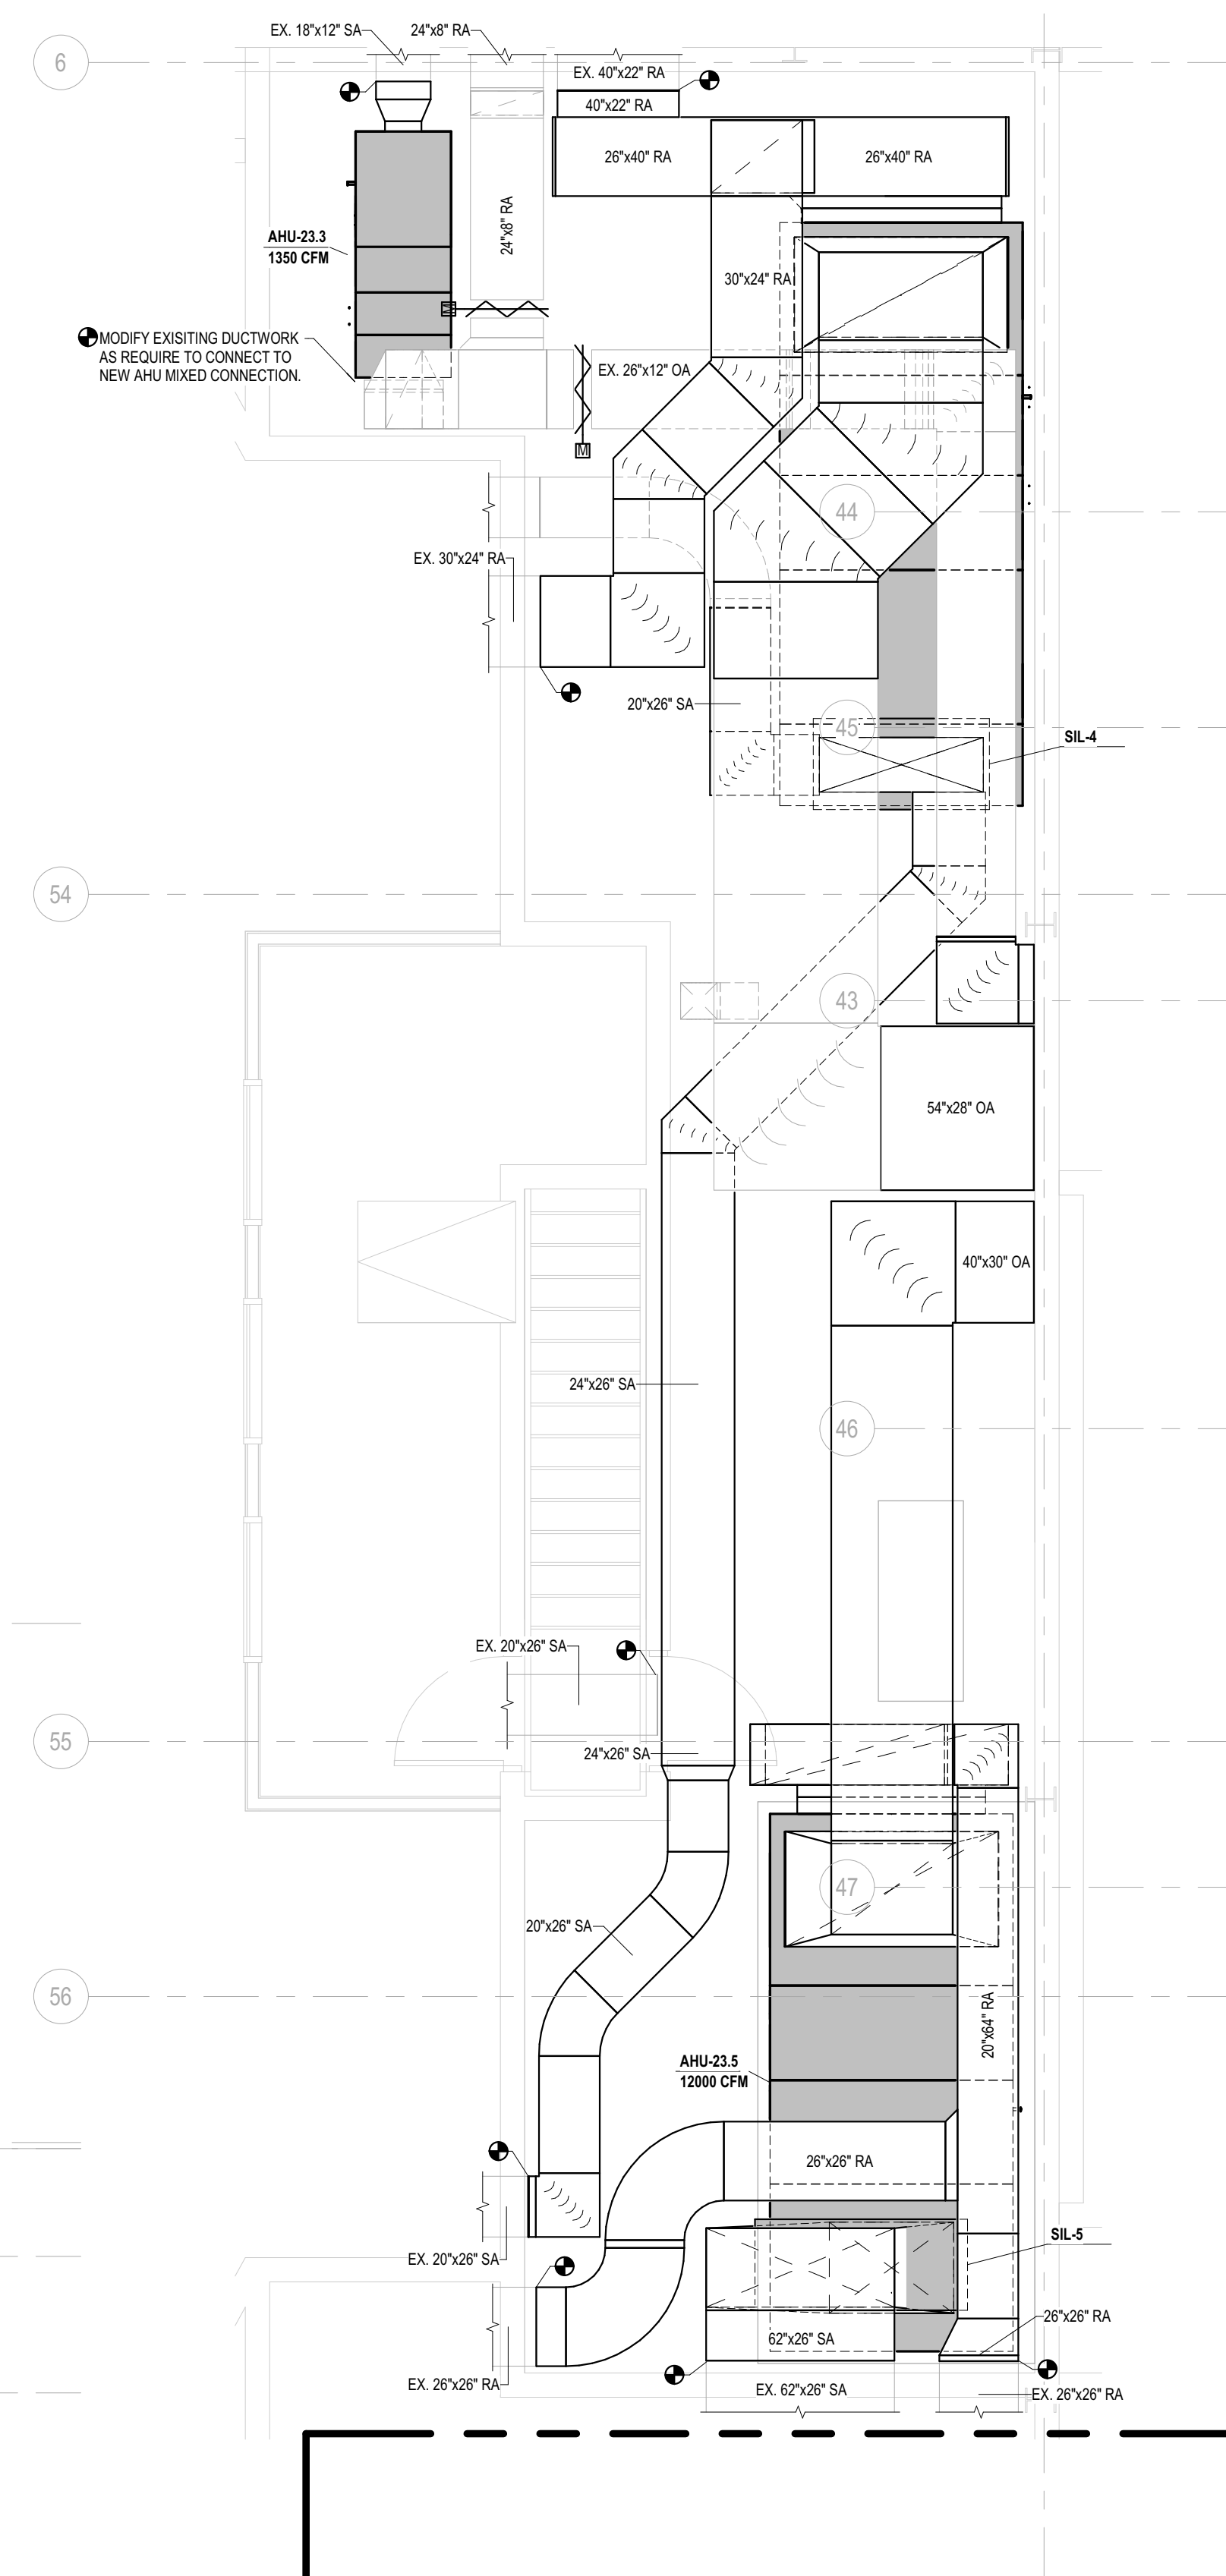 EX. 18"x12" SA
24"x8" RA
6
EX. 40"x22" RA
40"x22" RA
26"x40" RA
26"x40" RA
24"x8" RA
AHU-23.3
1350 CFM
30"x24" RA
MODIFY EXISITING DUCTWORK
AS REQUIRE TO CONNECT TO
NEW AHU MIXED CONNECTION.
M
EX. 26"x12" OA
M
44
EX. 30"x24" RA
20"x26" SA
45
SIL-4
54
43
54"x28" OA
40"x30" OA
24"x26" SA
46
EX. 20"x26" SA
55
24"x26" SA
47
20"x26" SA
56
20"x64" RA
AHU-23.5
12000 CFM
26"x26" RA
SIL-5
EX. 20"x26" SA
26"x26" RA
62"x26" SA
EX. 26"x26" RA
EX. 62"x26" SA
EX. 26"x26" RA